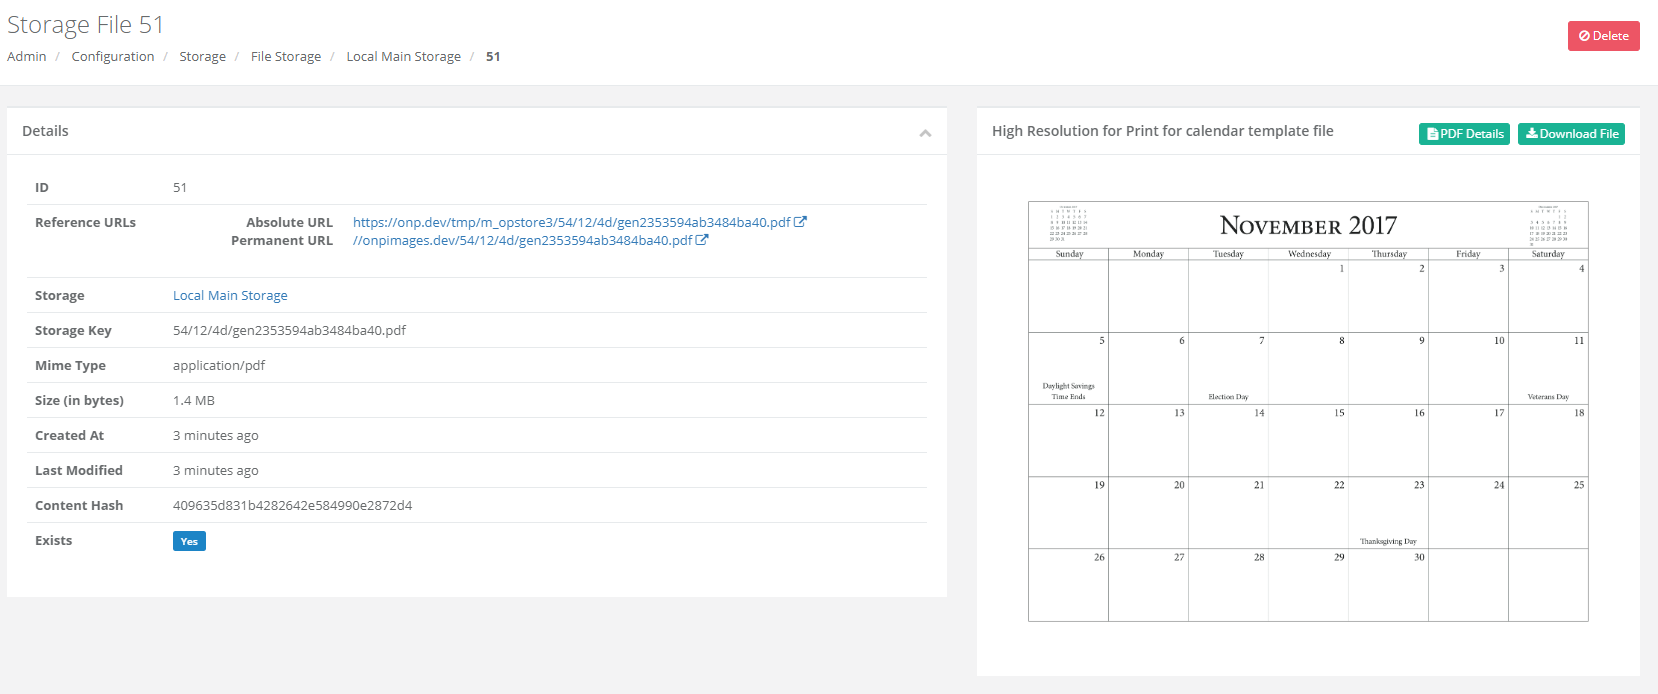 Storage File 51
Delete
Admin / Configuration / Storage / File Storage / Local Main Storage / 51
Details
ID 51
Reference URLs Absolute URL https://onp.dev/tmp/m_opstore3/54/12/4d/gen2353594ab3484ba40.pdf
Permanent URL //onpimages.dev/54/12/4d/gen2353594ab3484ba40.pdf
Storage Local Main Storage
Storage Key 54/12/4d/gen2353594ab3484ba40.pdf
Mime Type application/pdf
Size (in bytes) 1.4 MB
Created At 3 minutes ago
Last Modified 3 minutes ago
Content Hash 409635d831b4282642e584990e2872d4
Exists Yes
High Resolution for Print for calendar template file
PDF Details Download File
November 2017
Sunday Monday Tuesday Wednesday Thursday Friday Saturday
1 2 3 4
5 6 7 8 9 10 11
Daylight Savings
Time Ends Election Day Veterans Day
12 13 14 15 16 17 18
19 20 21 22 23 24 25
Thanksgiving Day
26 27 28 29 30